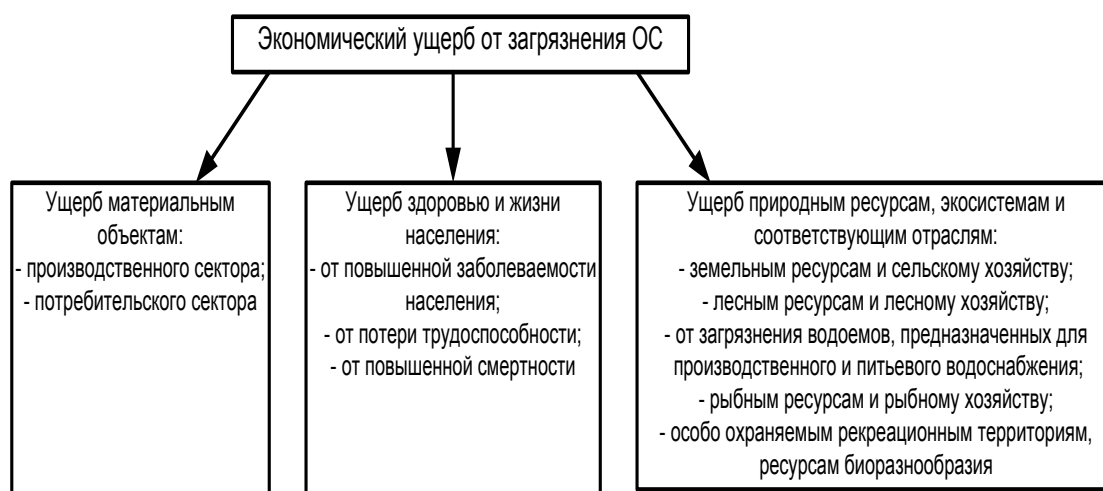 Экономический ущерб от загрязнения ОС
Ущерб материальным
объектам:
- производственного сектора;
- потребительского сектора
Ущерб здоровью и жизни
населения:
- от повышенной заболеваемости
населения;
- от потери трудоспособности;
- от повышенной смертности
Ущерб природным ресурсам, экосистемам и
соответствующим отраслям:
- земельным ресурсам и сельскому хозяйству;
- лесным ресурсам и лесному хозяйству;
- от загрязнения водоемов, предназначенных для
производственного и питьевого водоснабжения;
- рыбным ресурсам и рыбному хозяйству;
- особо охраняемым рекреационным территориям,
ресурсам биоразнообразия